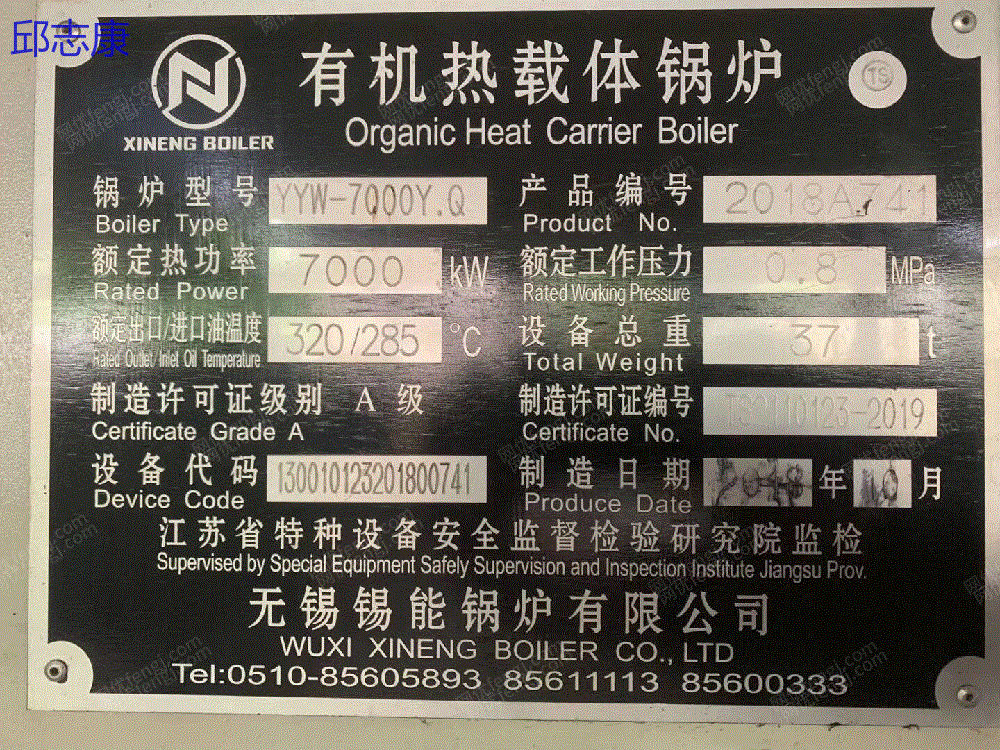 邱志康
XINENG BOILER
有机热载体锅炉
Organic Heat Carrier Boiler
TS
锅炉型号 YYW-7000Y.Q 产品编号 2018A741
Boiler Type Product No.
额定热功率 7000 kW 额定工作压力 0.8 MPa
Rated Power Rated Working Pressure
额定出口/进口油温度 320/285 °C 设备总重 37 t
Rated Outlet/Inlet Oil Temperature Total Weight
制造许可证级别 A 级 制造许可证编号 TS2110123-2019
Certificate Grade A Certificate No.
设备代码 130010123201800741 制造日期 2018 年 10 月
Device Code Produce Date
江苏省特种设备安全监督检验研究院监检
Supervised by Special Equipment Safely Supervision and Inspection Institute Jiangsu Prov.
无锡锡能锅炉有限公司
WUXI XINENG BOILER CO., LTD
Tel:0510-85605893 85611113 85600333